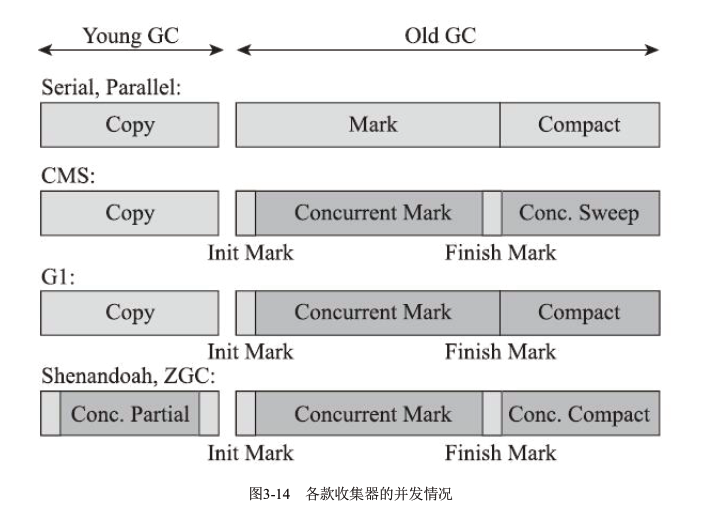 Young GC Old GC
Serial, Parallel:
Copy Mark Compact
CMS:
Copy Concurrent Mark Conc. Sweep
Init Mark Finish Mark
G1:
Copy Concurrent Mark Compact
Init Mark Finish Mark
Shenandoah, ZGC:
Conc. Partial Concurrent Mark Conc. Compact
Init Mark Finish Mark
图3-14 各款收集器的并发情况